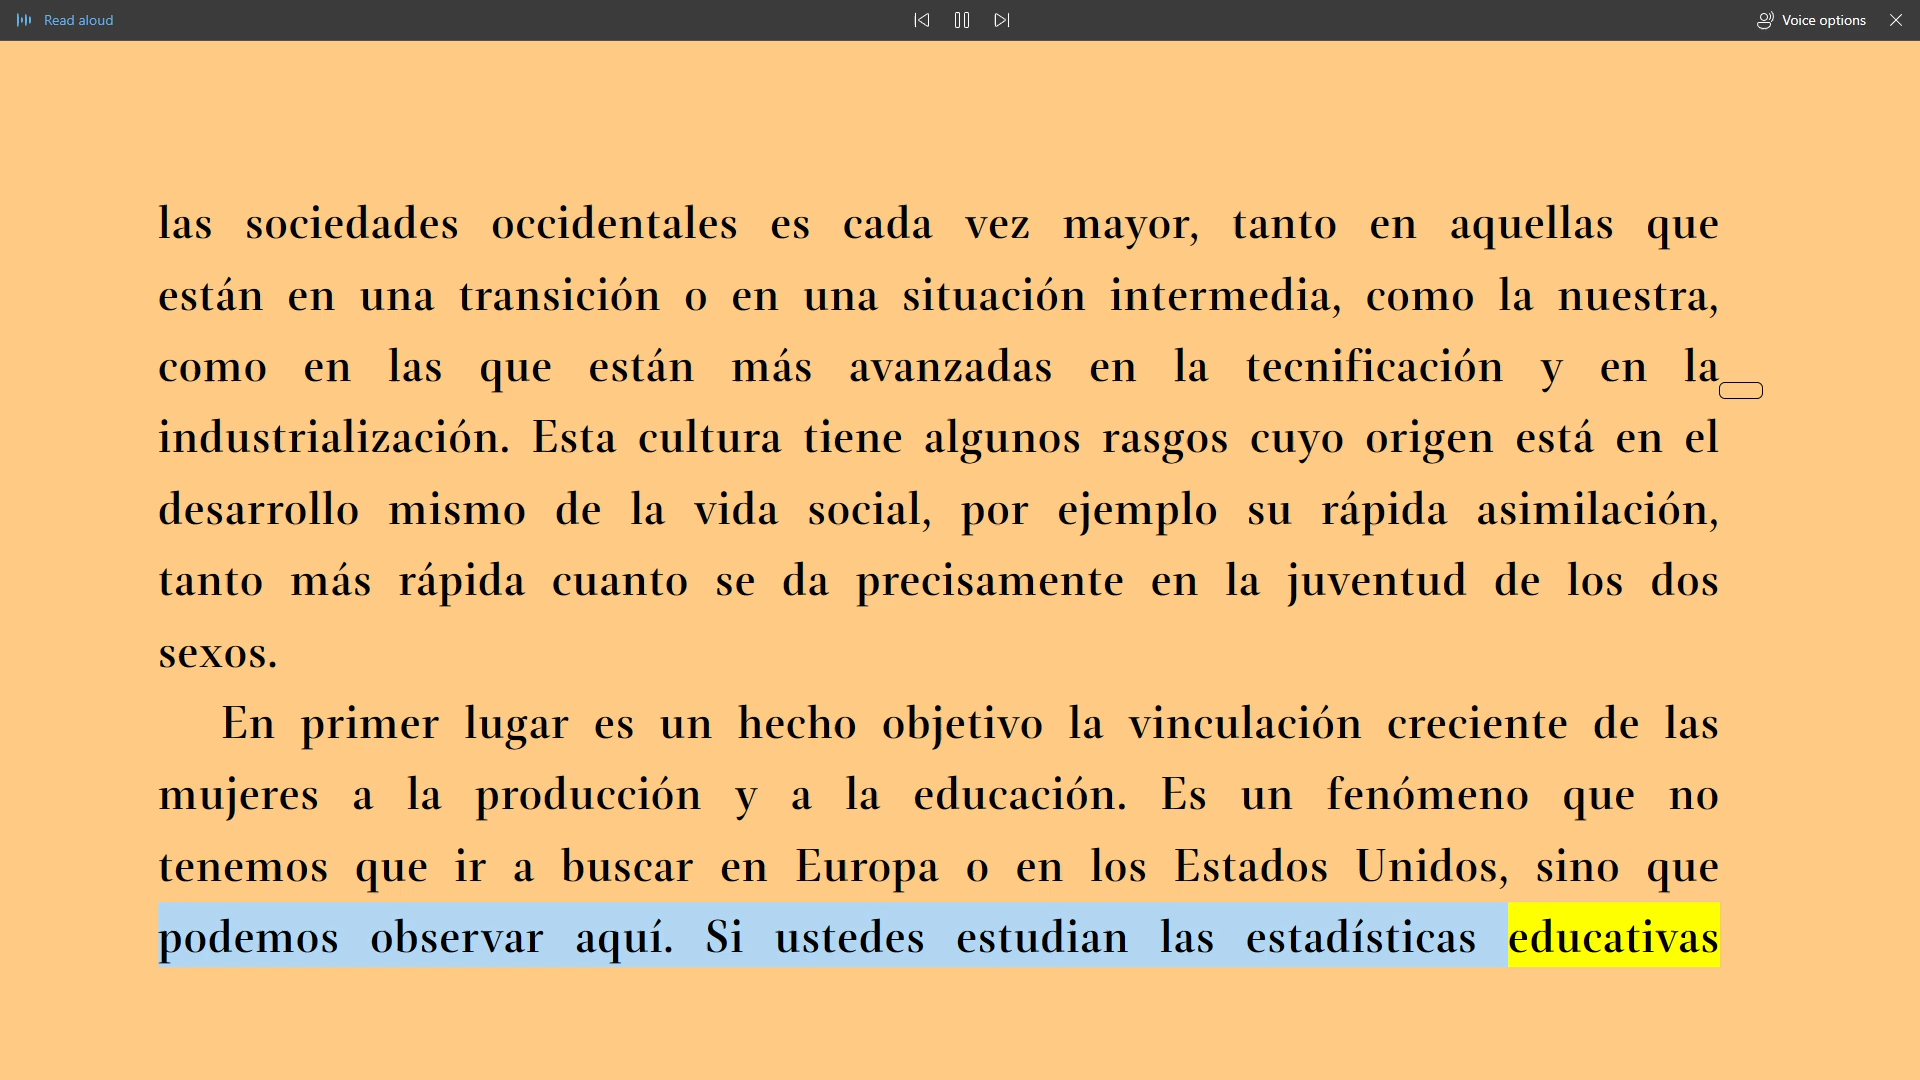 Read aloud
Voice options
las sociedades occidentales es cada vez mayor, tanto en aquellas que
están en una transición o en una situación intermedia, como la nuestra,
como en las que están más avanzadas en la tecnificación y en la
industrialización. Esta cultura tiene algunos rasgos cuyo origen está en el
desarrollo mismo de la vida social, por ejemplo su rápida asimilación,
tanto más rápida cuanto se da precisamente en la juventud de los dos
sexos.
En primer lugar es un hecho objetivo la vinculación creciente de las
mujeres a la producción y a la educación. Es un fenómeno que no
tenemos que ir a buscar en Europa o en los Estados Unidos, sino que
podemos observar aquí. Si ustedes estudian las estadísticas educativas